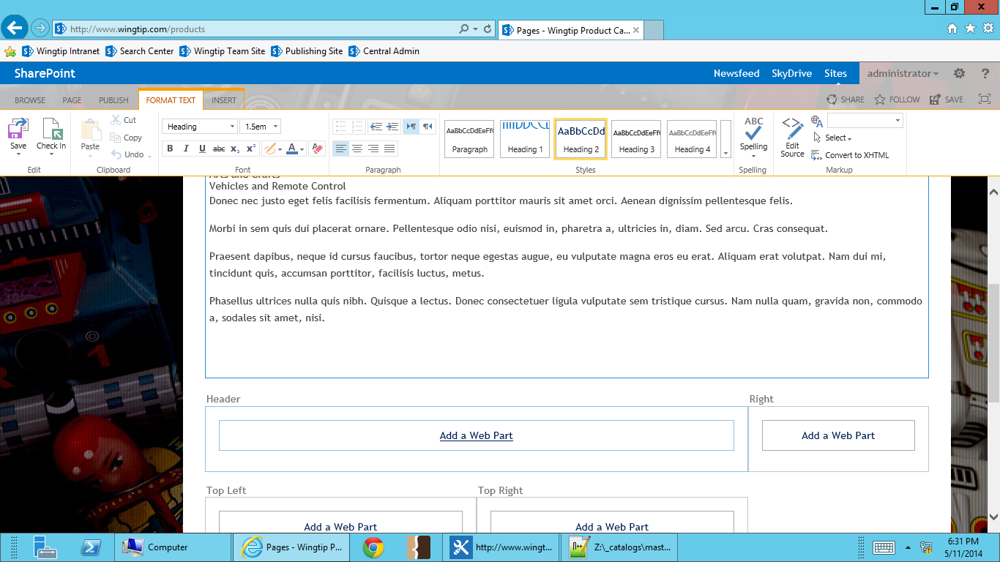 http://www.wingtip.com/products
Pages - Wingtip Product Ca...
Wingtip Intranet
Search Center
Wingtip Team Site
Publishing Site
Central Admin
SharePoint
Newsfeed
SkyDrive
Sites
administrator
BROWSE
PAGE
PUBLISH
FORMAT TEXT
INSERT
SHARE
FOLLOW
SAVE
Save
Check In
Paste
Cut
Copy
Undo
Heading
1.5em
B I U abc x₂ x²
A
AaBbCcDdEeFf
Paragraph
Heading 1
AaBbCcDd
Heading 2
AaBbCcDdEeFf
Heading 3
AaBbCcDdEeFf
Heading 4
ABC
Spelling
Edit
Source
Select
Convert to XHTML
Edit
Clipboard
Font
Paragraph
Styles
Spelling
Markup
Arts and Crafts
Vehicles and Remote Control
Donec nec justo eget felis facilisis fermentum. Aliquam porttitor mauris sit amet orci. Aenean dignissim pellentesque felis.
Morbi in sem quis dui placerat ornare. Pellentesque odio nisi, euismod in, pharetra a, ultricies in, diam. Sed arcu. Cras consequat.
Praesent dapibus, neque id cursus faucibus, tortor neque egestas augue, eu vulputate magna eros eu erat. Aliquam erat volutpat. Nam dui mi,
tincidunt quis, accumsan porttitor, facilisis luctus, metus.
Phasellus ultrices nulla quis nibh. Quisque a lectus. Donec consectetuer ligula vulputate sem tristique cursus. Nam nulla quam, gravida non, commodo
a, sodales sit amet, nisi.
Header
Right
Add a Web Part
Add a Web Part
Top Left
Top Right
Add a Web Part
Add a Web Part
Computer
Pages - Wingtip P...
http://www.wingt...
Z:\_catalogs\mast...
6:31 PM
5/11/2014